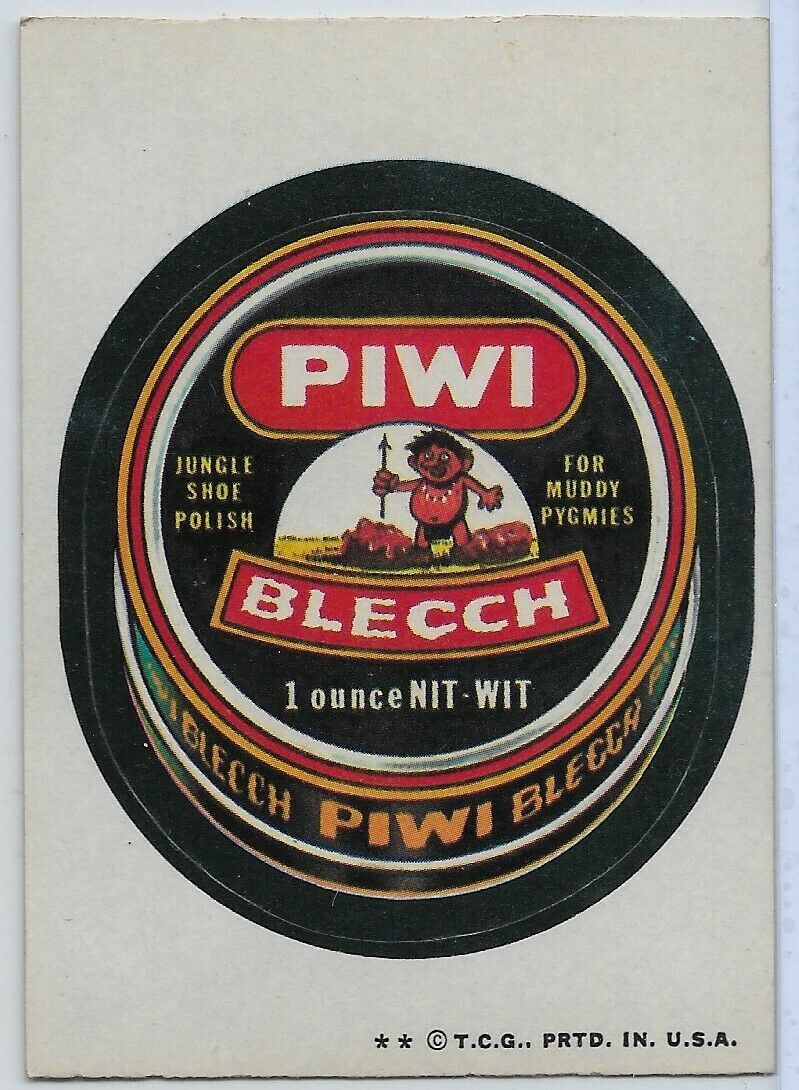 PIWI
JUNGLE
SHOE
POLISH
FOR
MUDDY
PYGMIES
BLECCH
1 ounce NIT-WIT
BLECCH PIWI BLECCH
** © T.C.G., PRTD. IN. U.S.A.